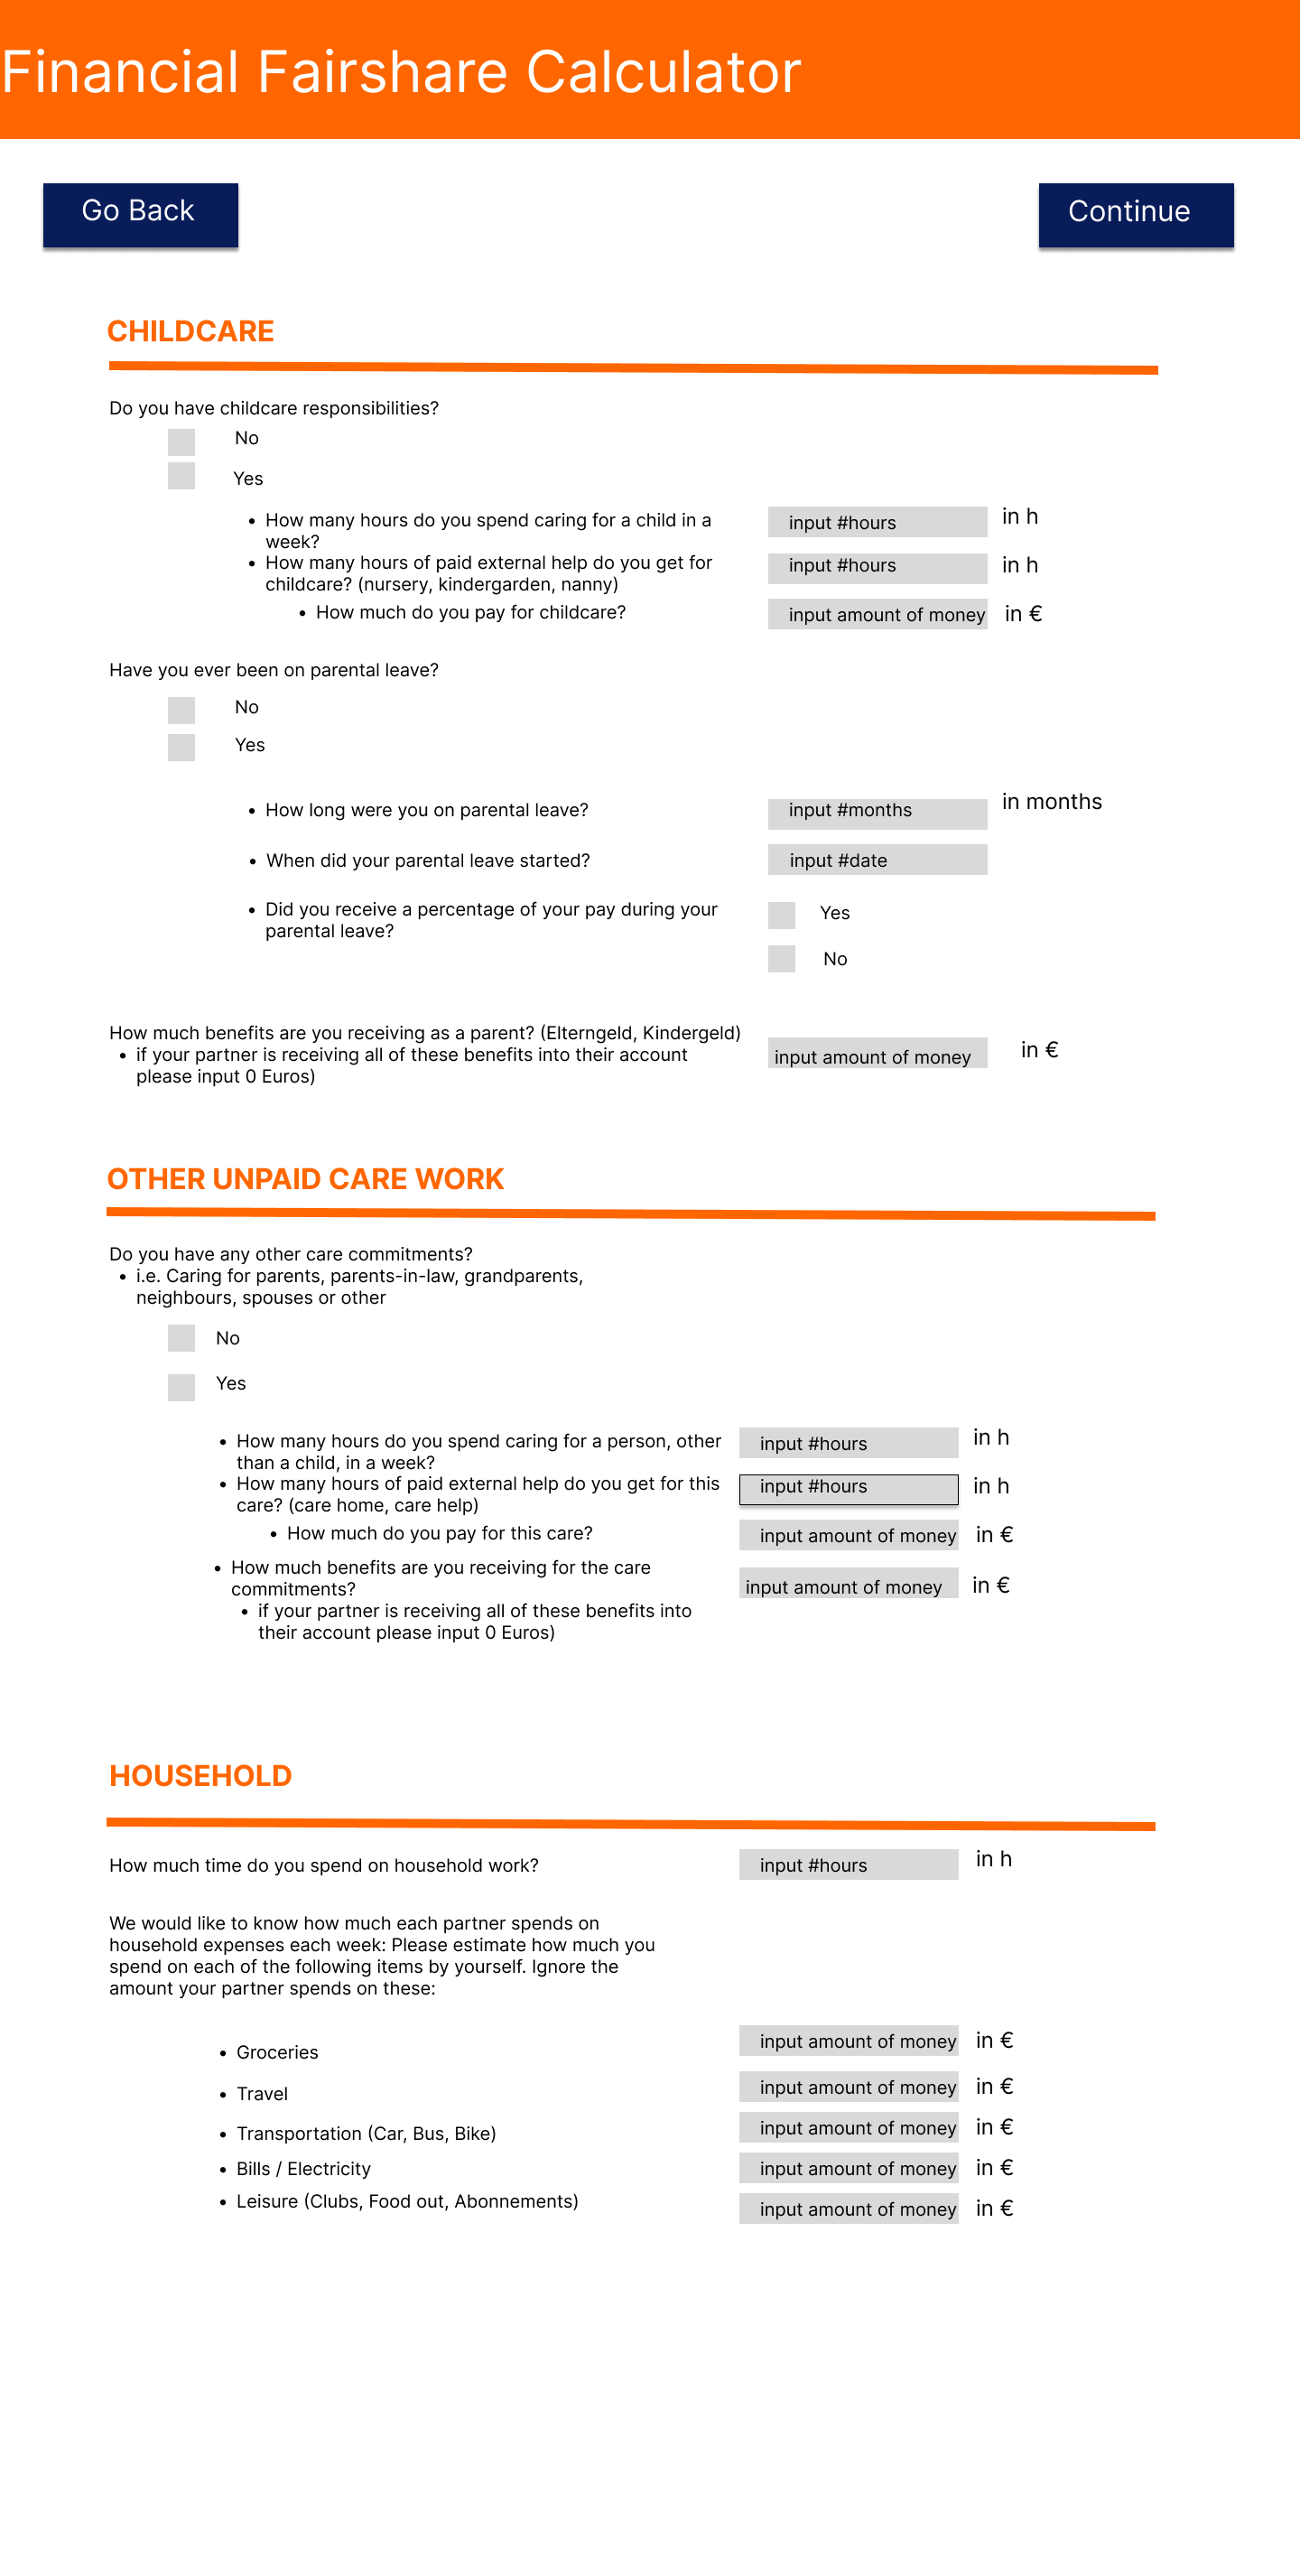 Financial Fairshare Calculator
Go Back
Continue
CHILDCARE
Do you have childcare responsibilities?
No
Yes
• How many hours do you spend caring for a child in a
week?
input #hours
in h
• How many hours of paid external help do you get for
childcare? (nursery, kindergarden, nanny)
input #hours
in h
• How much do you pay for childcare?
input amount of money
in €
Have you ever been on parental leave?
No
Yes
• How long were you on parental leave?
input #months
in months
• When did your parental leave started?
input #date
• Did you receive a percentage of your pay during your
parental leave?
Yes
No
How much benefits are you receiving as a parent? (Elterngeld, Kindergeld)
• if your partner is receiving all of these benefits into their account
please input 0 Euros)
input amount of money
in €
OTHER UNPAID CARE WORK
Do you have any other care commitments?
• i.e. Caring for parents, parents-in-law, grandparents,
neighbours, spouses or other
No
Yes
• How many hours do you spend caring for a person, other
than a child, in a week?
input #hours
in h
• How many hours of paid external help do you get for this
care? (care home, care help)
input #hours
in h
• How much do you pay for this care?
input amount of money
in €
• How much benefits are you receiving for the care
commitments?
input amount of money
in €
• if your partner is receiving all of these benefits into
their account please input 0 Euros)
HOUSEHOLD
How much time do you spend on household work?
input #hours
in h
We would like to know how much each partner spends on
household expenses each week: Please estimate how much you
spend on each of the following items by yourself. Ignore the
amount your partner spends on these:
• Groceries
input amount of money
in €
• Travel
input amount of money
in €
• Transportation (Car, Bus, Bike)
input amount of money
in €
• Bills / Electricity
input amount of money
in €
• Leisure (Clubs, Food out, Abonnements)
input amount of money
in €